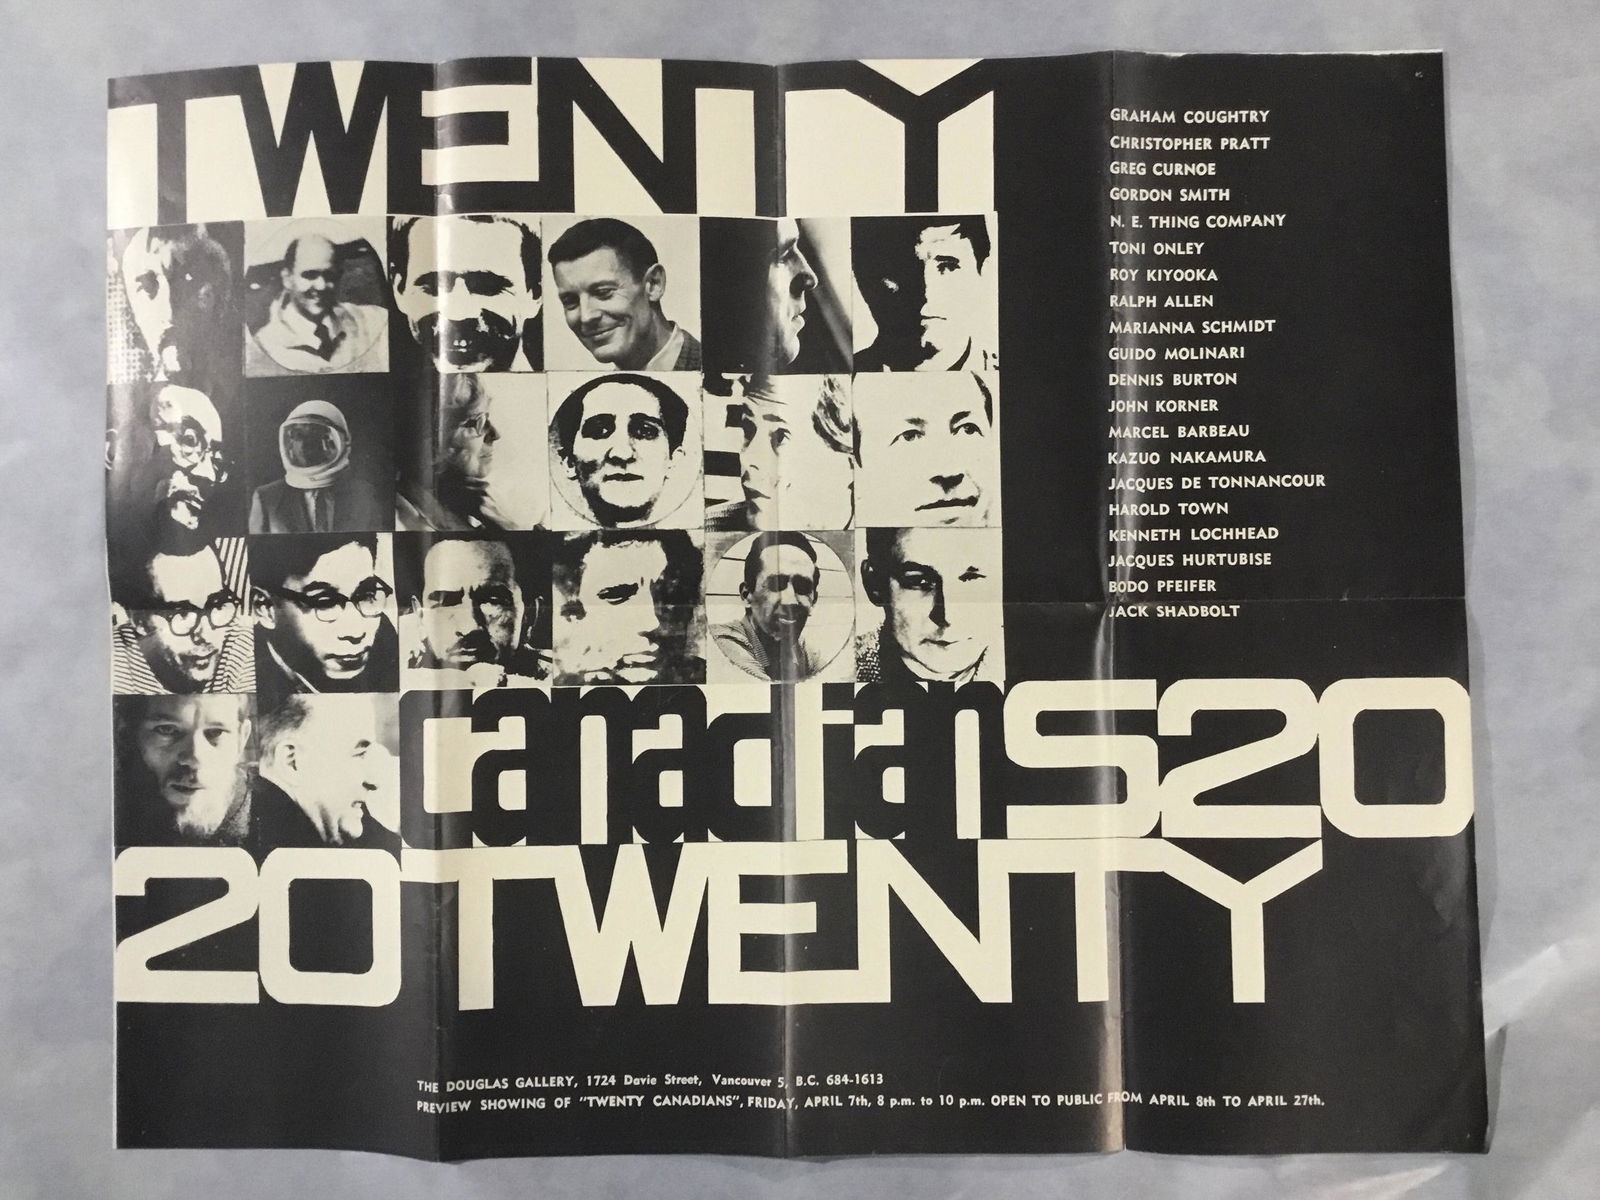 TWENTY
GRAHAM COUGHTRY
CHRISTOPHER PRATT
GREG CURNOE
GORDON SMITH
N. E. THING COMPANY
TONI ONLEY
ROY KIYOOKA
RALPH ALLEN
MARIANNA SCHMIDT
GUIDO MOLINARI
DENNIS BURTON
JOHN KORNER
MARCEL BARBEAU
KAZUO NAKAMURA
JACQUES DE TONNANCOUR
HAROLD TOWN
KENNETH LOCHHEAD
JACQUES HURTUBISE
BODO PFEIFER
JACK SHADBOLT
canadianS20
20TWENTY
THE DOUGLAS GALLERY, 1724 Davie Street, Vancouver 5, B.C. 684-1613
PREVIEW SHOWING OF "TWENTY CANADIANS", FRIDAY, APRIL 7th, 8 p.m. to 10 p.m. OPEN TO PUBLIC FROM APRIL 8th TO APRIL 27th.